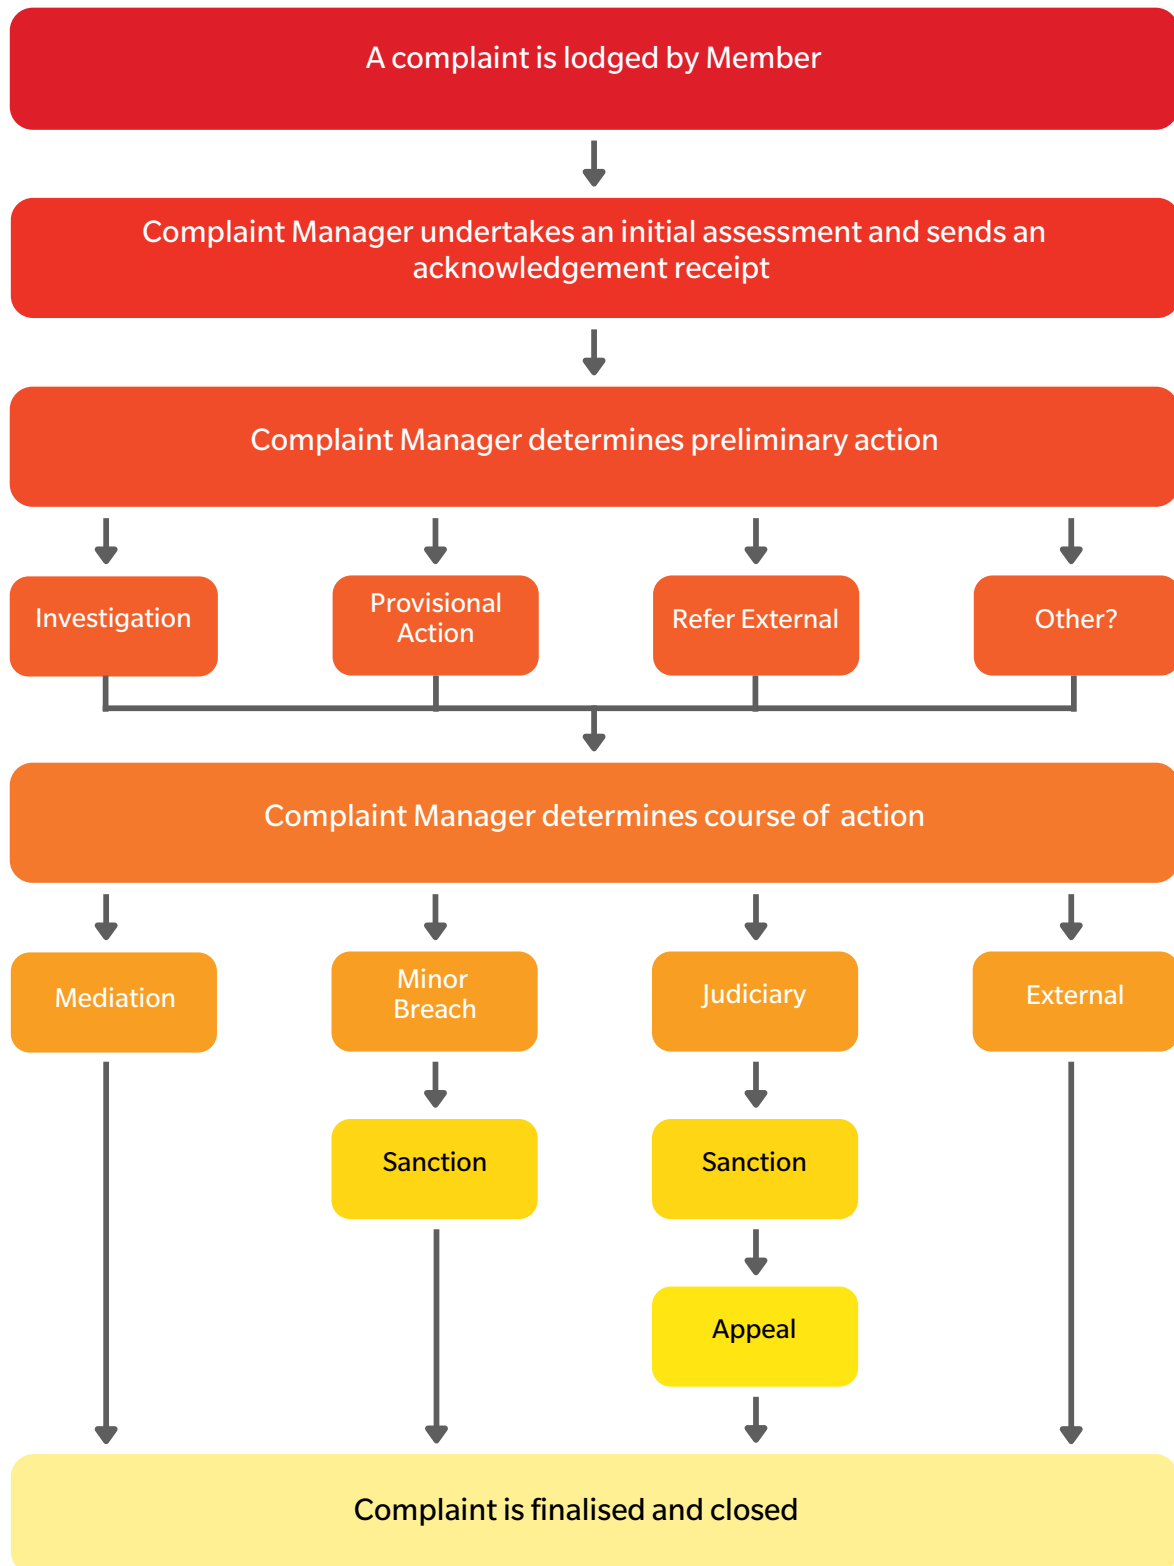 A complaint is lodged by Member
Complaint Manager undertakes an initial assessment and sends an
acknowledgement receipt
Complaint Manager determines preliminary action
Investigation
Provisional
Action
Refer External
Other?
Complaint Manager determines course of action
Mediation
Minor
Breach
Judiciary
External
Sanction
Sanction
Appeal
Complaint is finalised and closed